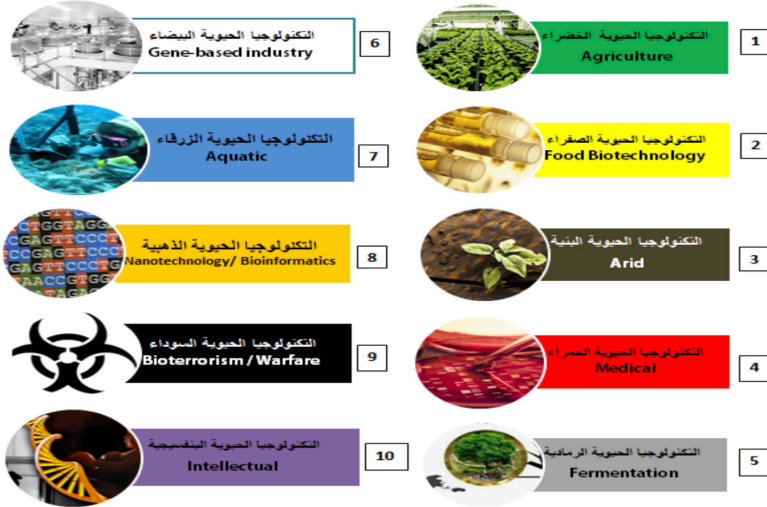 التكنولوجيا الحيوية الخضراء
Agriculture
1
التكنولوجيا الحيوية الصفراء
Food Biotechnology
2
التكنولوجيا الحيوية البنية
Arid
3
التكنولوجيا الحيوية الحمراء
Medical
4
التكنولوجيا الحيوية الرمادية
Fermentation
5
التكنولوجيا الحيوية البيضاء
Gene-based industry
6
التكنولوجيا الحيوية الزرقاء
Aquatic
7
التكنولوجيا الحيوية الذهبية
Nanotechnology/ Bioinformatics
8
التكنولوجيا الحيوية السوداء
Bioterrorism / Warfare
9
التكنولوجيا الحيوية البنفسيجية
Intellectual
10